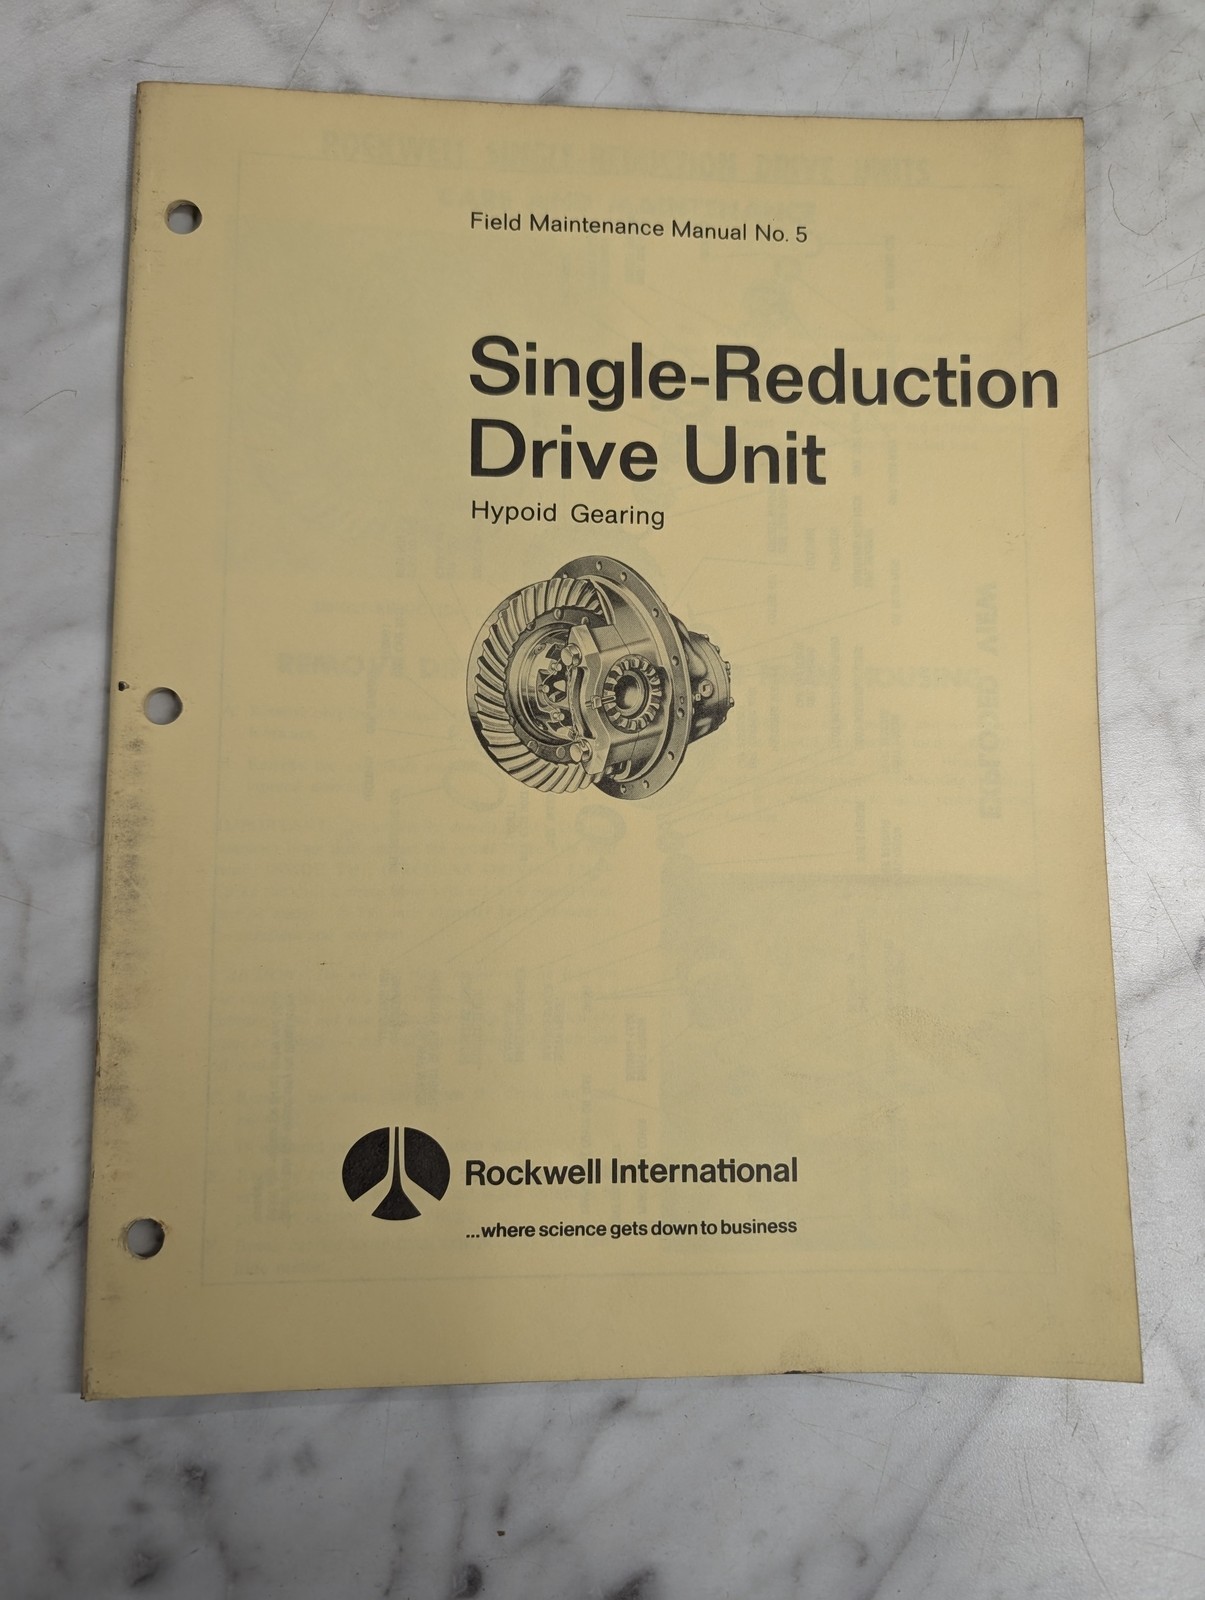 Field Maintenance Manual No. 5
Single-Reduction
Drive Unit
Hypoid Gearing
Rockwell International
...where science gets down to business